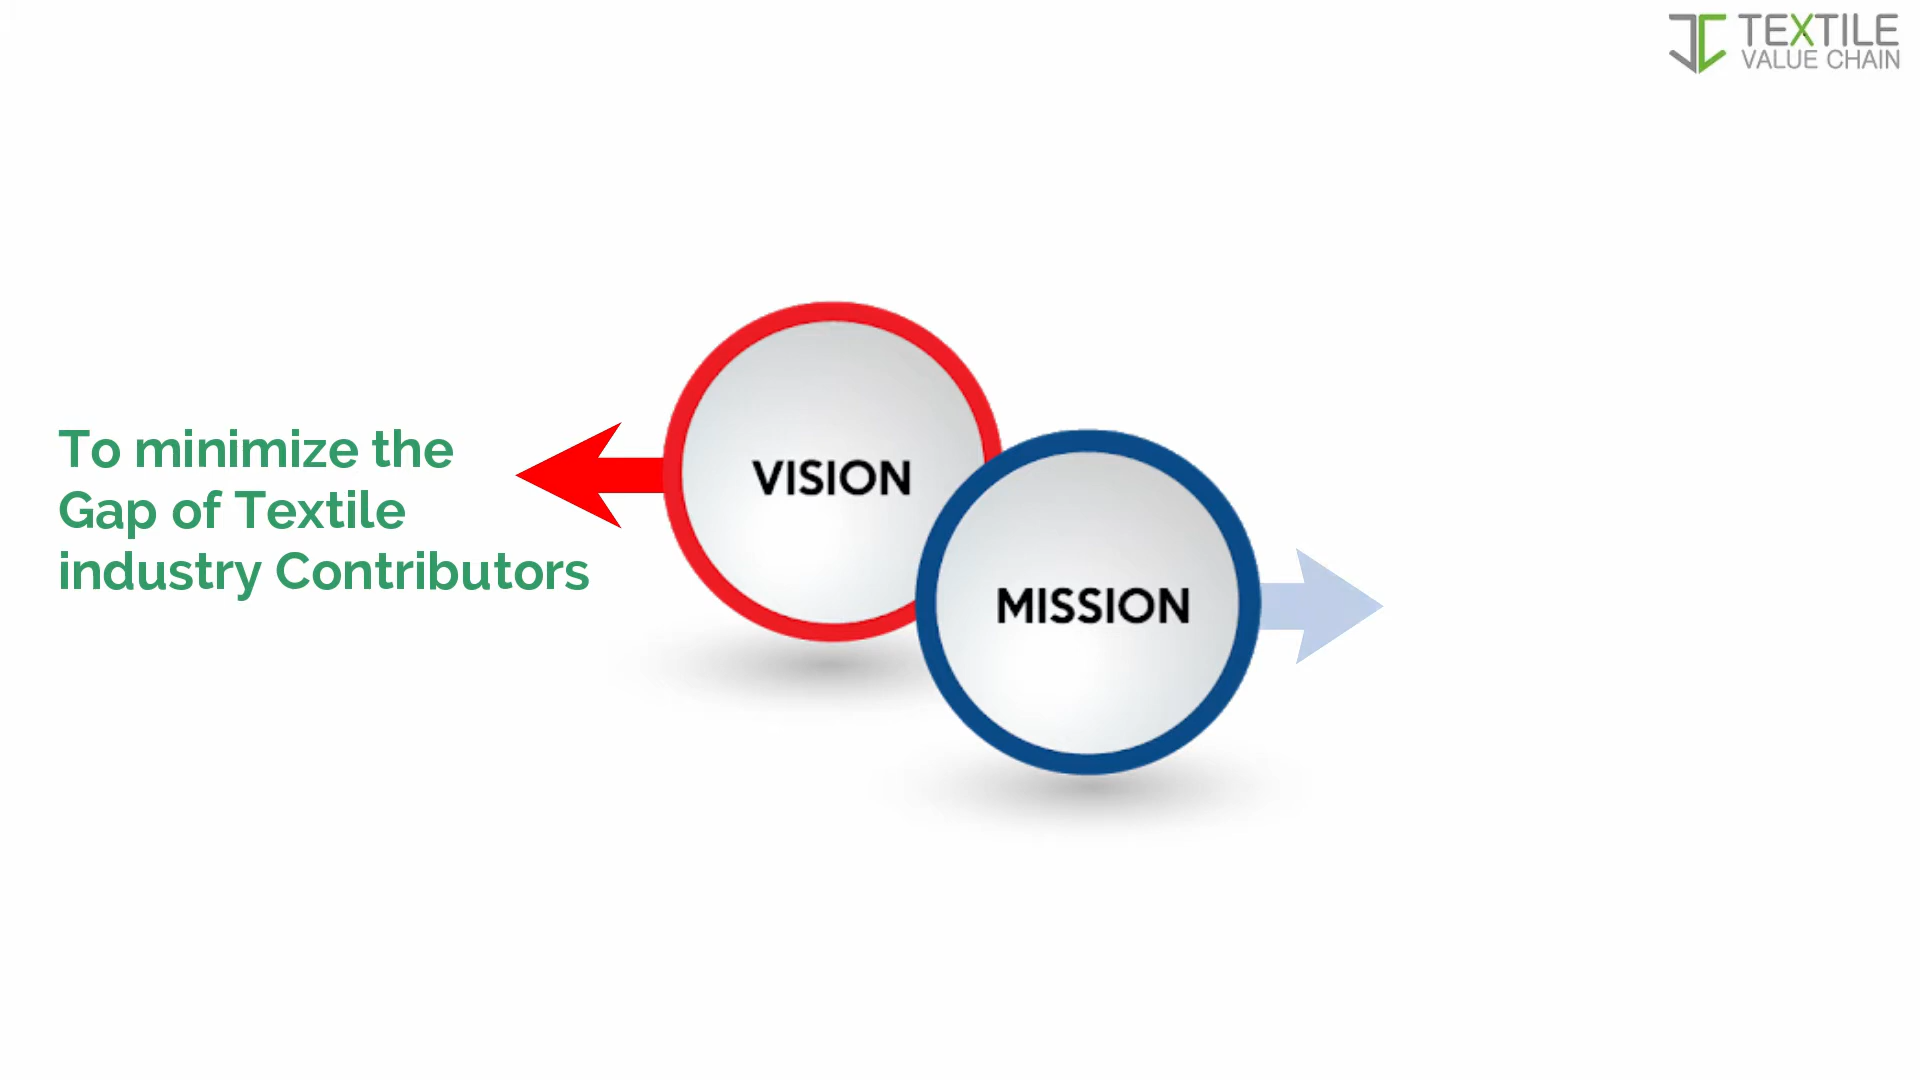 TEXTILE
VALUE CHAIN
To minimize the
Gap of Textile
industry Contributors
VISION
MISSION